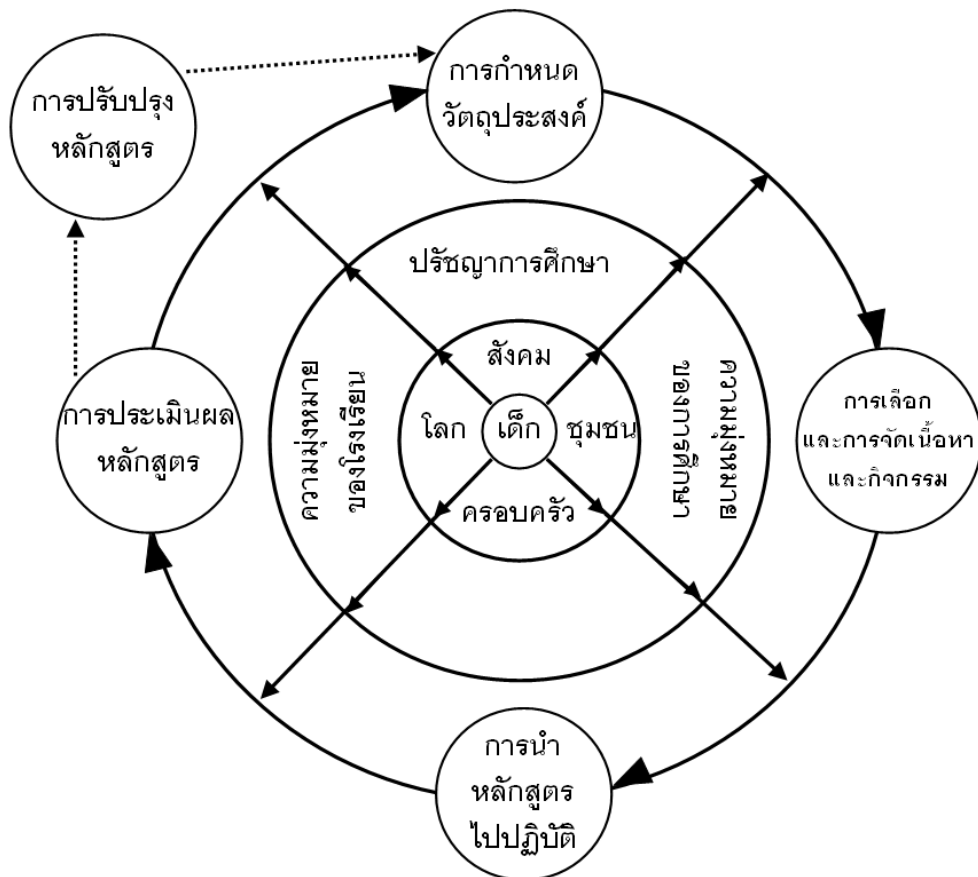 การกำหนด
วัตถุประสงค์
การปรับปรุง
หลักสูตร
ปรัชญาการศึกษา
สังคม
ความมุ่งหมาย
ของโรงเรียน
โลก
เด็ก
ชุมชน
ความมุ่งหมาย
ของการศึกษา
ครอบครัว
การประเมินผล
หลักสูตร
การเลือก
และการจัดเนื้อหา
และกิจกรรม
การนำ
หลักสูตร
ไปปฏิบัติ